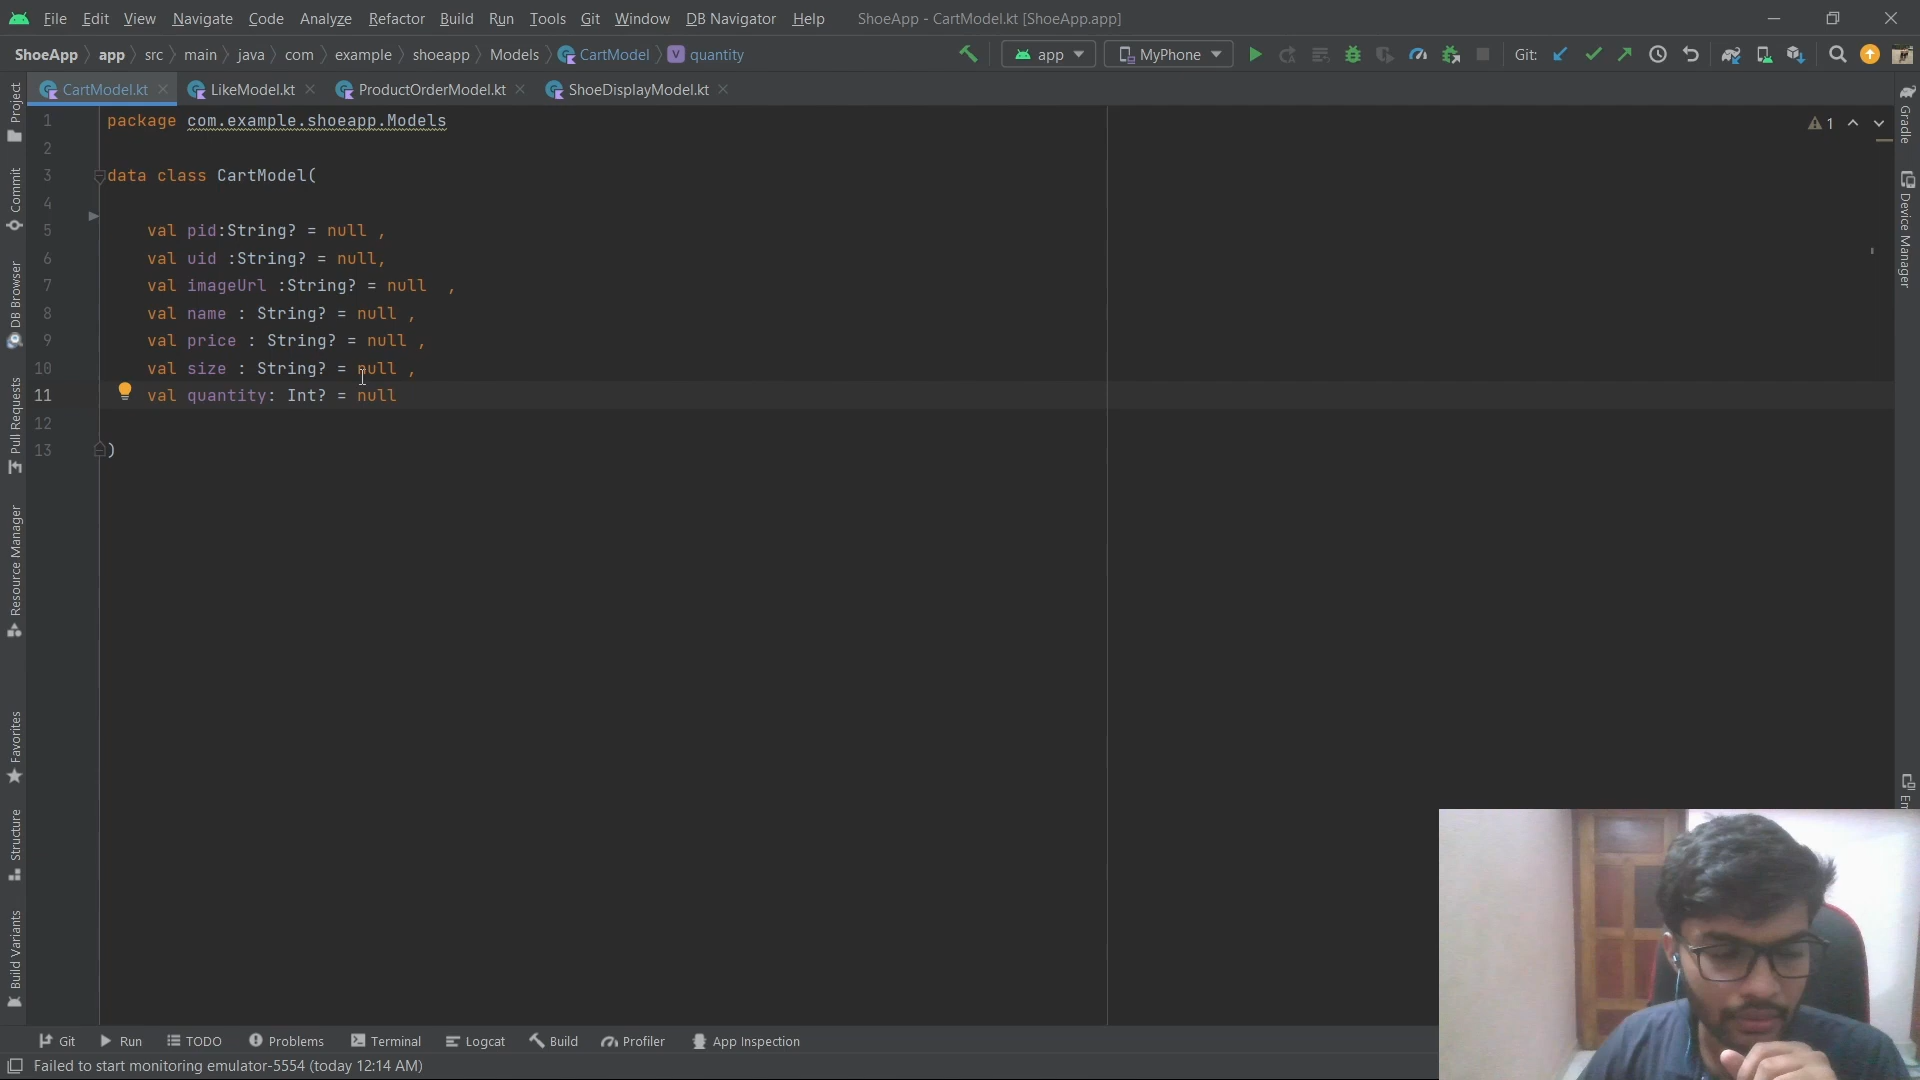 File Edit View Navigate Code Analyze Refactor Build Run Tools Git Window DB Navigator Help ShoeApp - CartModel.kt [ShoeApp.app]
ShoeApp app src main java com example shoeapp Models CartModel V quantity app MyPhone Git:
CartModel.kt LikeModel.kt ProductOrderModel.kt ShoeDisplayModel.kt
1 package com.example.shoeapp.Models
2
3 data class CartModel(
4
5 val pid:String? = null ,
6 val uid :String? = null,
7 val imageUrl :String? = null ,
8 val name : String? = null ,
9 val price : String? = null ,
10 val size : String? = null ,
11 val quantity: Int? = null
12
13 )
1
Project
Commit
DB Browser
Pull Requests
Resource Manager
Favorites
Structure
Build Variants
Gradle
Device Manager
Em
Git Run TODO Problems Terminal Logcat Build Profiler App Inspection
Failed to start monitoring emulator-5554 (today 12:14 AM)